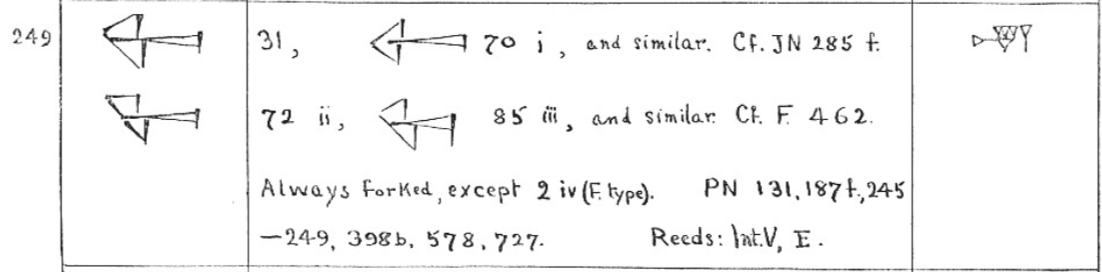 249 31, 70 i, and similar. Cf. JN 285 f.
72 ii, 85 iii, and similar. Cf. F. 462.
Always forked, except 2 iv (F. type). PN 131, 187 f., 245
—249, 398b, 578, 727. Reeds: Int.V, E.